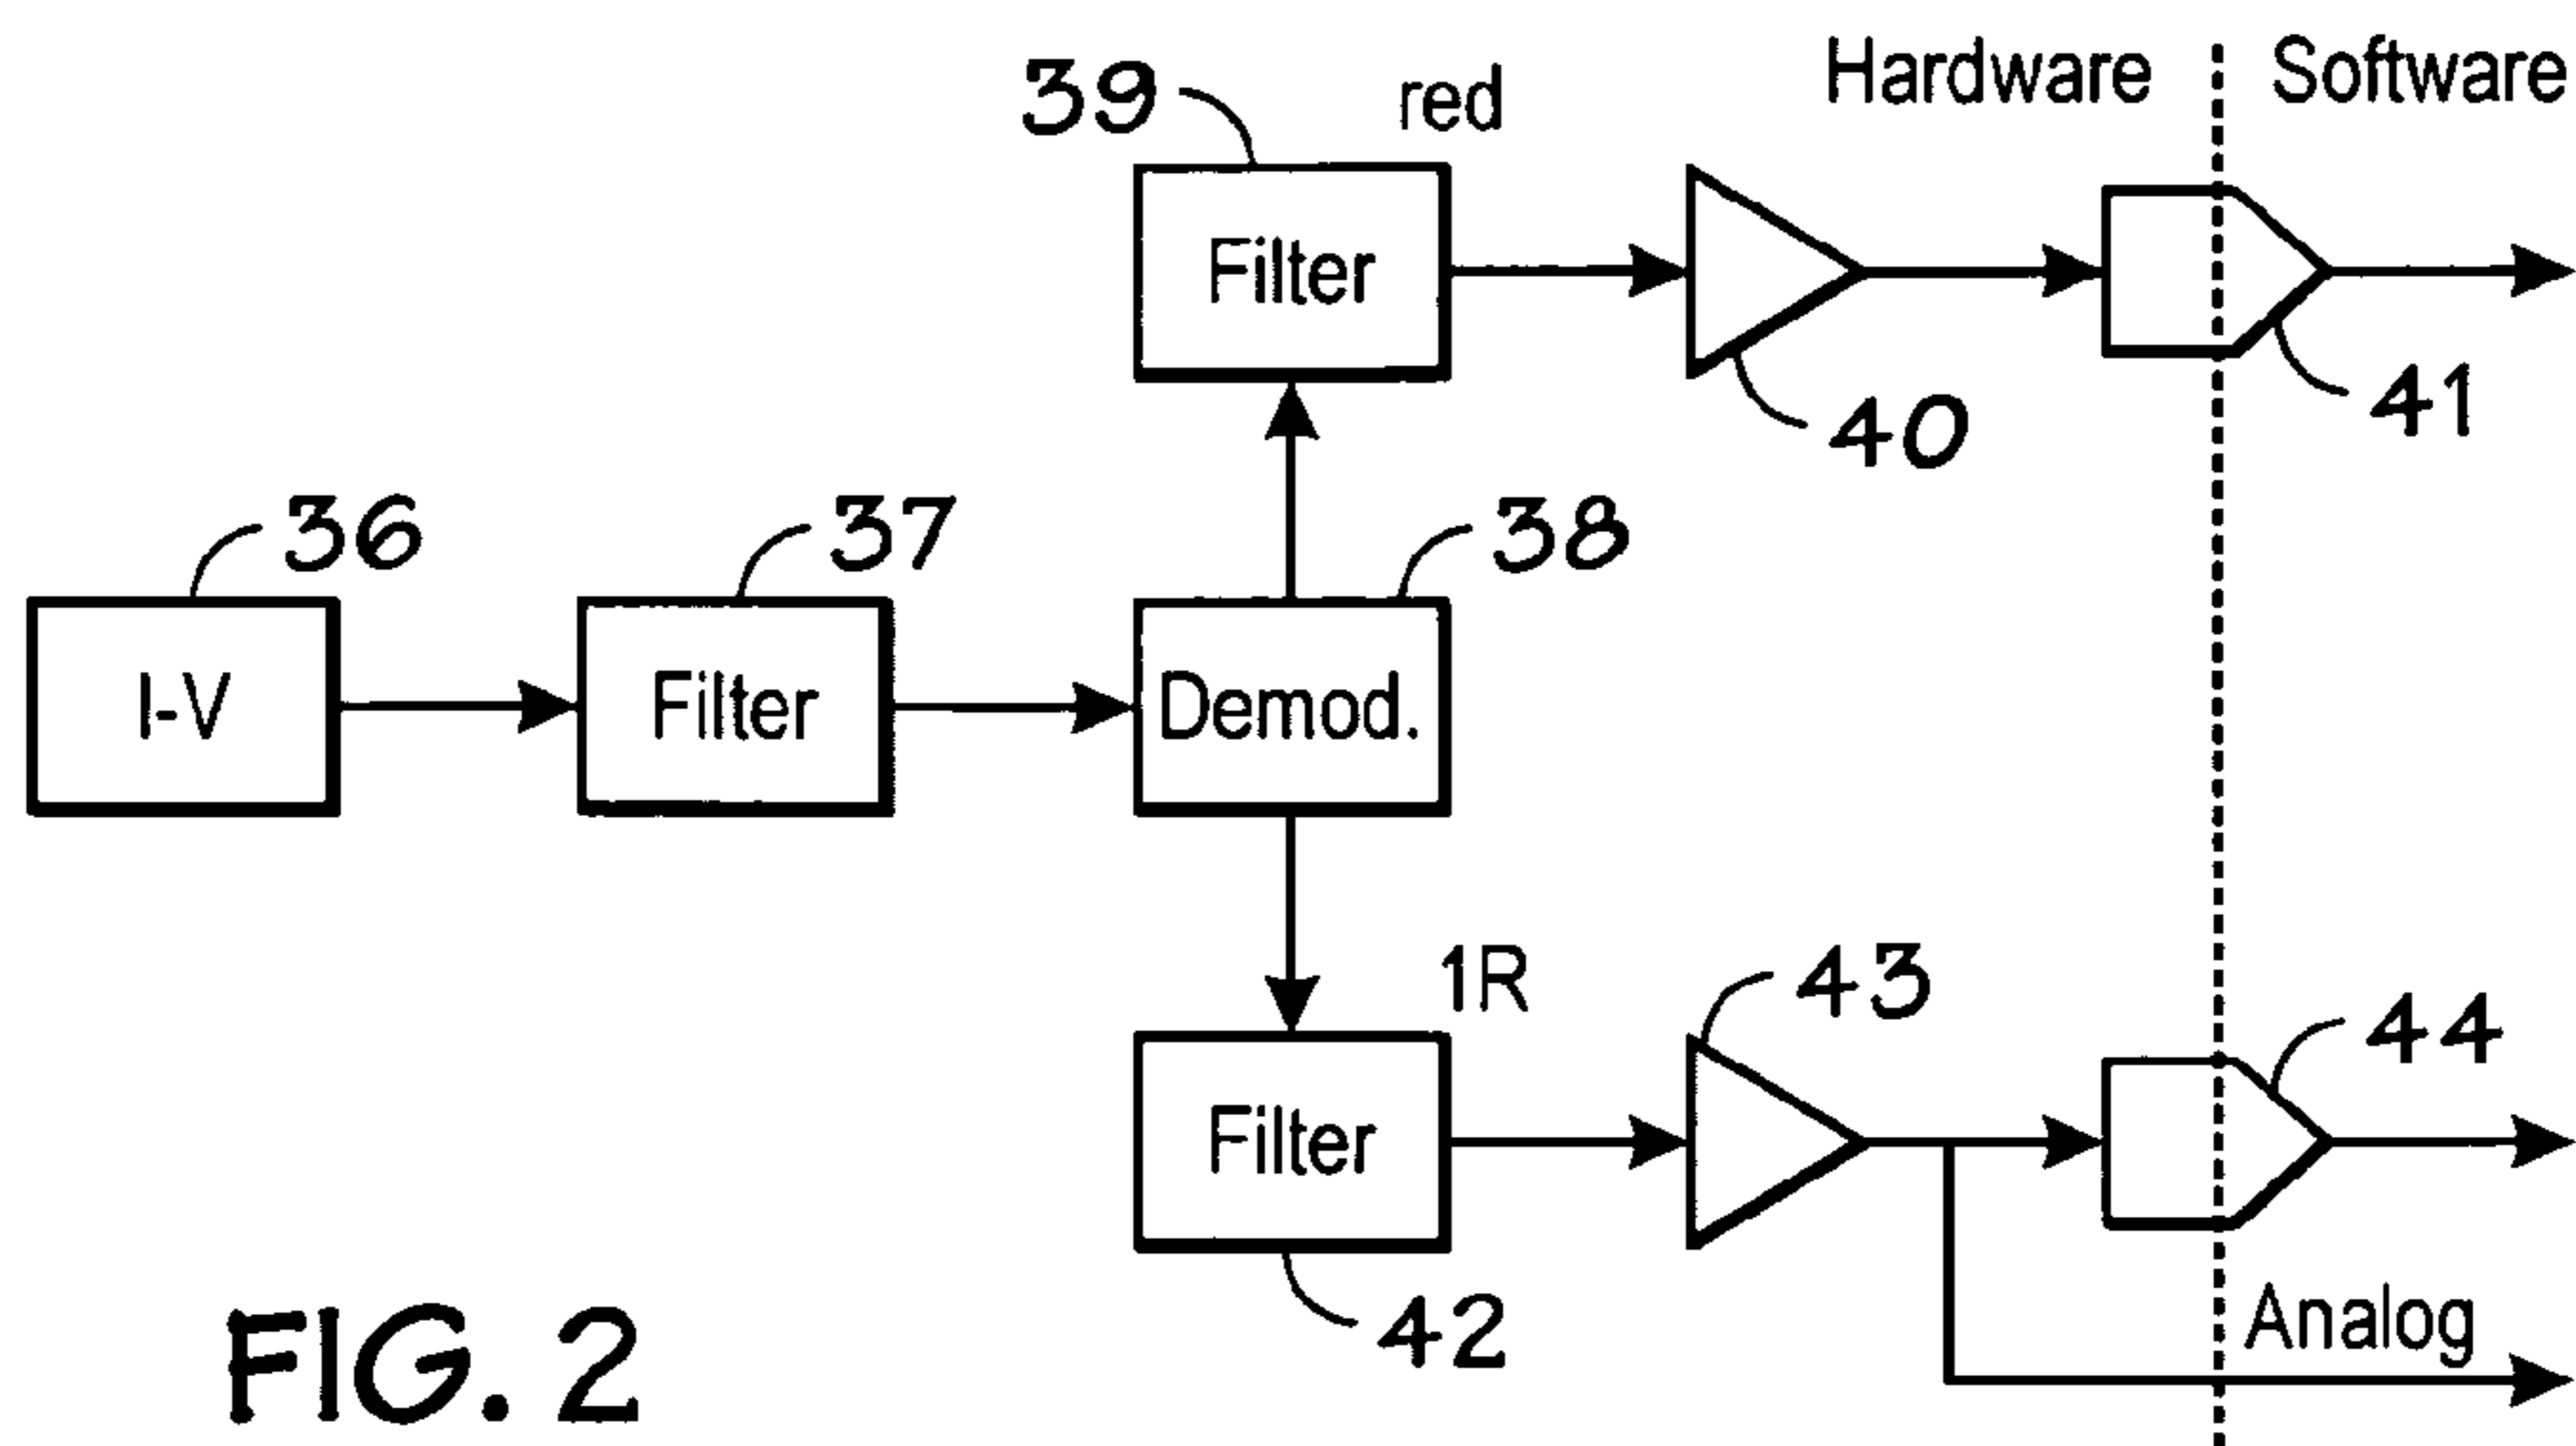 39
red
Hardware
Software
Filter
40
41
36
37
38
I-V
Filter
Demod.
1R
43
44
Filter
42
Analog
FIG. 2